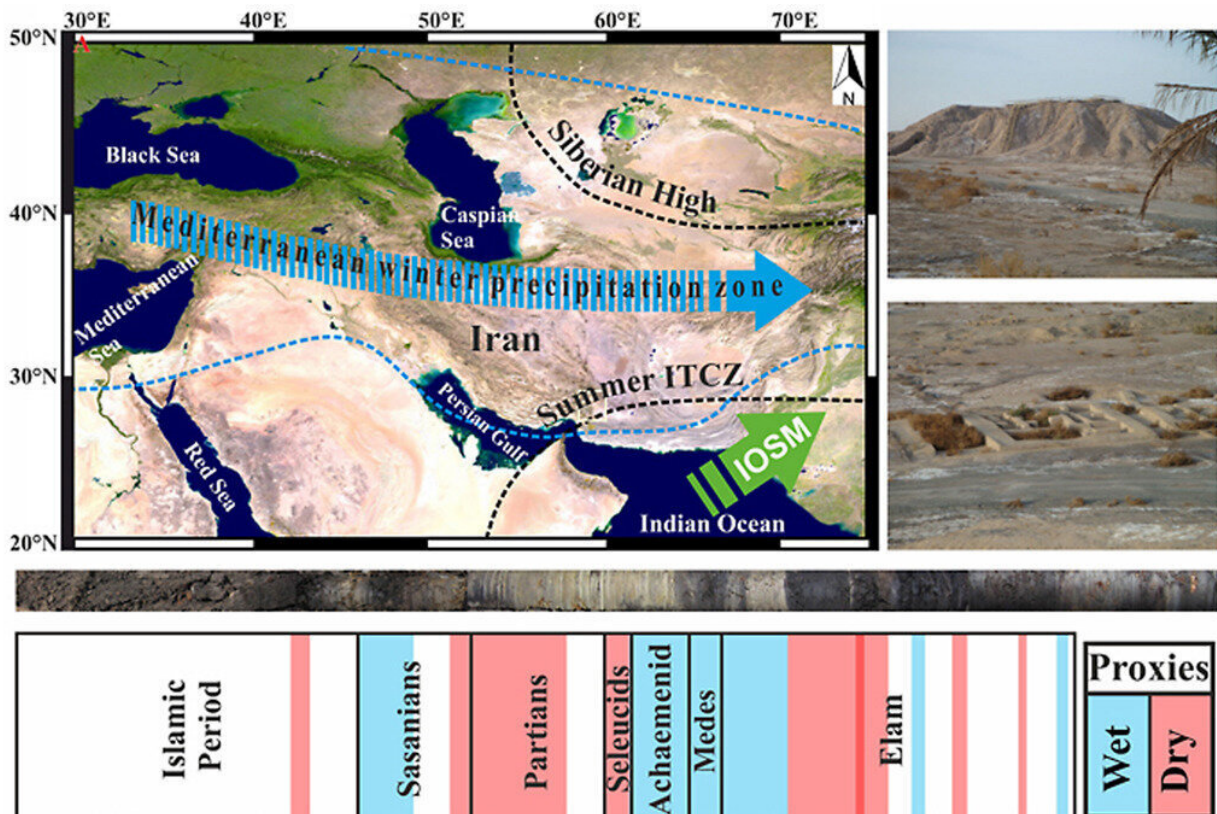 30°E 40°E 50°E 60°E 70°E
50°N
A
N
Black Sea
Siberian High
40°N
Caspian
Sea
Mediterranean winter precipitation zone
Mediterranean
Sea
Iran
30°N
Summer ITCZ
Persian Gulf
Red Sea
IOSM
Indian Ocean
20°N
Islamic
Period
Sasanians
Partians
Seleucids
Achaemenid
Medes
Elam
Proxies
Wet
Dry